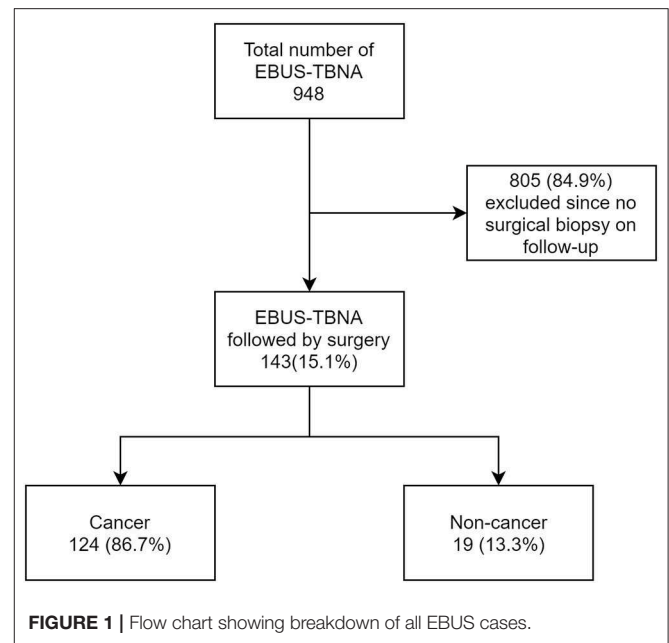 Total number of
EBUS-TBNA
948
805 (84.9%)
excluded since no
surgical biopsy on
follow-up
EBUS-TBNA
followed by surgery
143(15.1%)
Cancer
124 (86.7%)
Non-cancer
19 (13.3%)
FIGURE 1 | Flow chart showing breakdown of all EBUS cases.